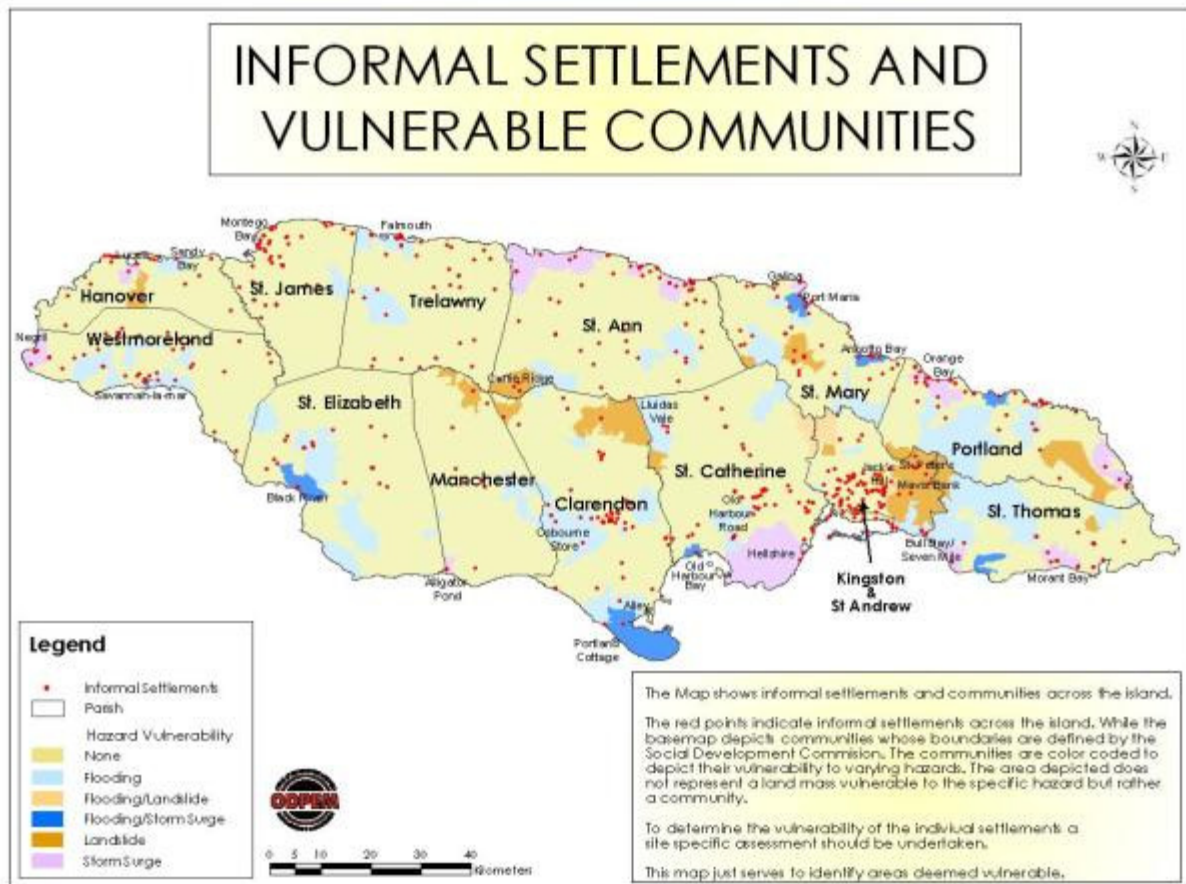 INFORMAL SETTLEMENTS AND
VULNERABLE COMMUNITIES
N
W E
S
Montego
Bay
Falmouth
Lucea
Sandy
Bay
Hanover
St. James
Trelawny
St. Ann
Galina
Port Maria
Negril
Westmoreland
Savannah-la-mar
St. Elizabeth
Cattle Ridge
Annotto Bay
Orange
Bay
St. Mary
Lluidas
Vale
Portland
Manchester
St. Catherine
Jack's
Hill
St. Peter's
Mavis Bank
Black River
Clarendon
Old
Harbour
Road
St. Thomas
Osbourne
Store
Hellshire
Bull Bay/
Seven Mile
Alligator
Pond
Old
Harbour
Bay
Morant Bay
Kingston
&
St Andrew
Alley
Portland
Cottage
Legend
Informal Settlements
Parish
Hazard Vulnerability
None
Flooding
Flooding/Landslide
Flooding/Storm Surge
Landslide
Storm Surge
ODPEM
0 5 10 20 30 40
Kilometers
The Map shows informal settlements and communities across the island.
The red points indicate informal settlements across the island. While the
basemap depicts communities whose boundaries are defined by the
Social Development Commision. The communities are color coded to
depict their vulnerability to varying hazards. The area depicted does
not represent a land mass vulnerable to the specific hazard but rather
a community.
To determine the vulnerability of the indiviual settlements a
site specific assessment should be undertaken.
This map just serves to identify areas deemed vulnerable.